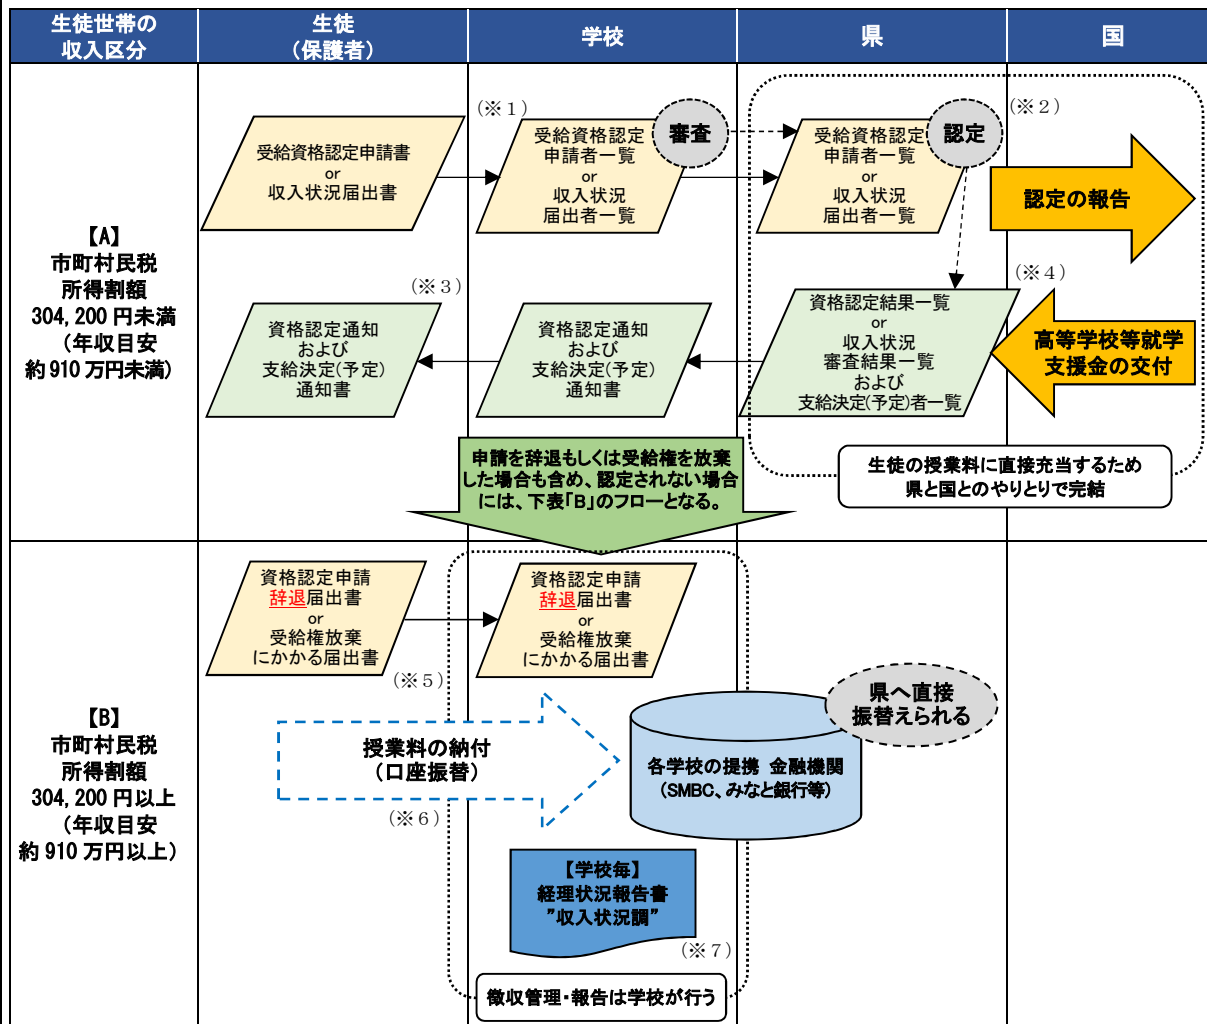 生徒世帯の
収入区分
生徒
（保護者）
学校
県
国
【A】
市町村民税
所得割額
304,200円未満
（年収目安
約910万円未満）
受給資格認定申請書
or
収入状況届出書
（※１）
受給資格認定
申請者一覧
or
収入状況
届出者一覧
審査
受給資格認定
申請者一覧
or
収入状況
届出者一覧
認定
（※２）
認定の報告
（※３）
資格認定通知
および
支給決定(予定)
通知書
資格認定通知
および
支給決定(予定)
通知書
資格認定結果一覧
or
収入状況
審査結果一覧
および
支給決定(予定)者一覧
（※４）
高等学校等就学
支援金の交付
申請を辞退もしくは受給権を放棄
した場合も含め、認定されない場合
には、下表「B」のフローとなる。
生徒の授業料に直接充当するため
県と国とのやりとりで完結
【B】
市町村民税
所得割額
304,200円以上
（年収目安
約910万円以上）
資格認定申請
辞退届出書
or
受給権放棄
にかかる届出書
（※５）
資格認定申請
辞退届出書
or
受給権放棄
にかかる届出書
授業料の納付
（口座振替）
（※６）
県へ直接
振替えられる
各学校の提携 金融機関
（SMBC、みなと銀行等）
【学校毎】
経理状況報告書
”収入状況調”
（※７）
徴収管理・報告は学校が行う